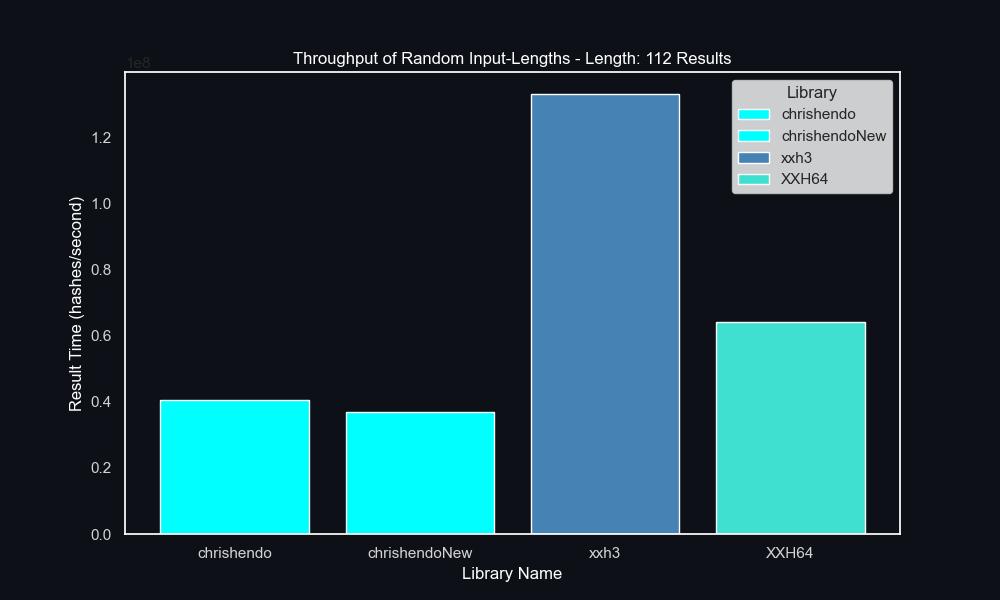 Throughput of Random Input-Lengths - Length: 112 Results
1e8
Library
chrishendo
chrishendoNew
xxh3
XXH64
1.2
1.0
0.8
0.6
0.4
0.2
0.0
Result Time (hashes/second)
chrishendo
chrishendoNew
xxh3
XXH64
Library Name